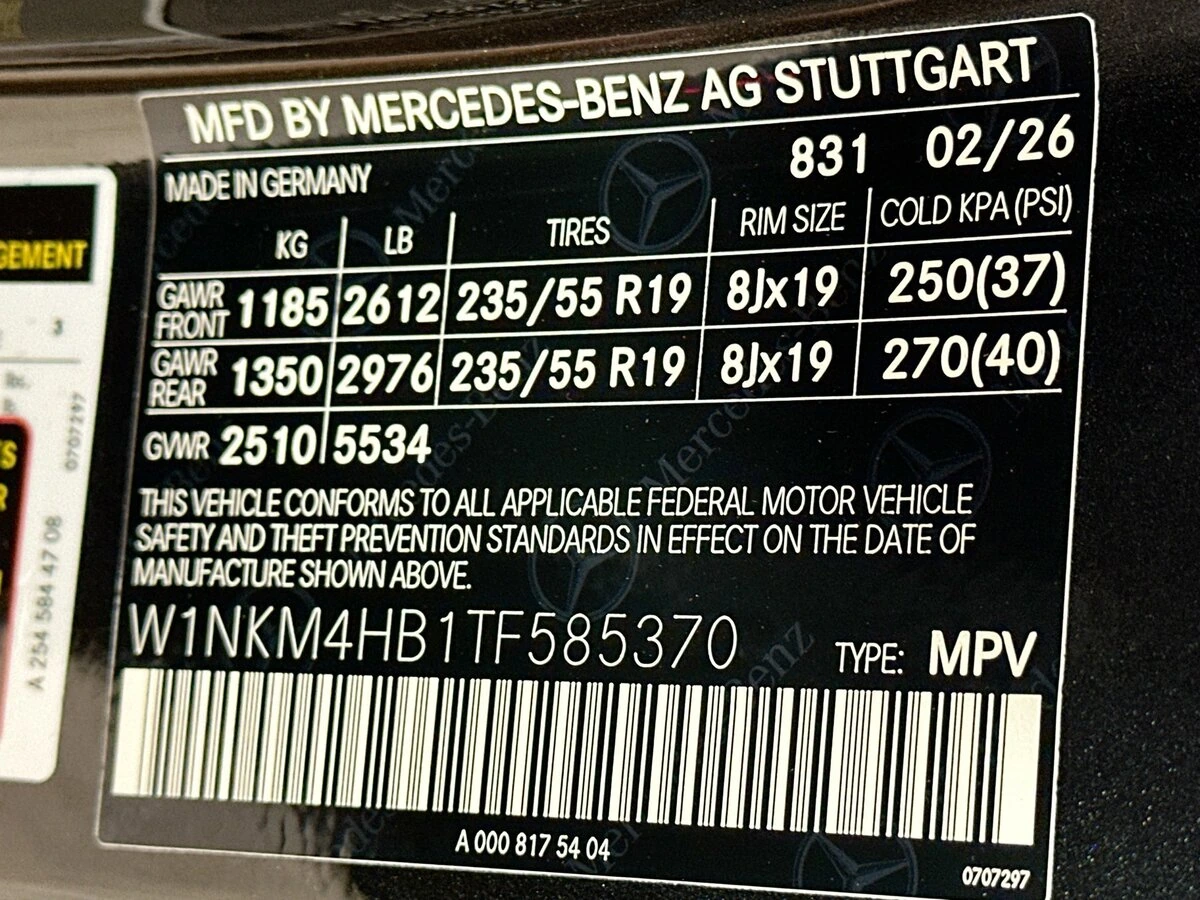 MFD BY MERCEDES-BENZ AG STUTTGART
MADE IN GERMANY 831 02/26
KG LB TIRES RIM SIZE COLD KPA (PSI)
GAWR FRONT 1185 2612 235/55 R19 8Jx19 250(37)
GAWR REAR 1350 2976 235/55 R19 8Jx19 270(40)
GVWR 2510 5534
THIS VEHICLE CONFORMS TO ALL APPLICABLE FEDERAL MOTOR VEHICLE
SAFETY AND THEFT PREVENTION STANDARDS IN EFFECT ON THE DATE OF
MANUFACTURE SHOWN ABOVE.
W1NKM4HB1TF585370 TYPE: MPV
A 000 817 54 04
0707297
3
0707297
A 254 584 47 08